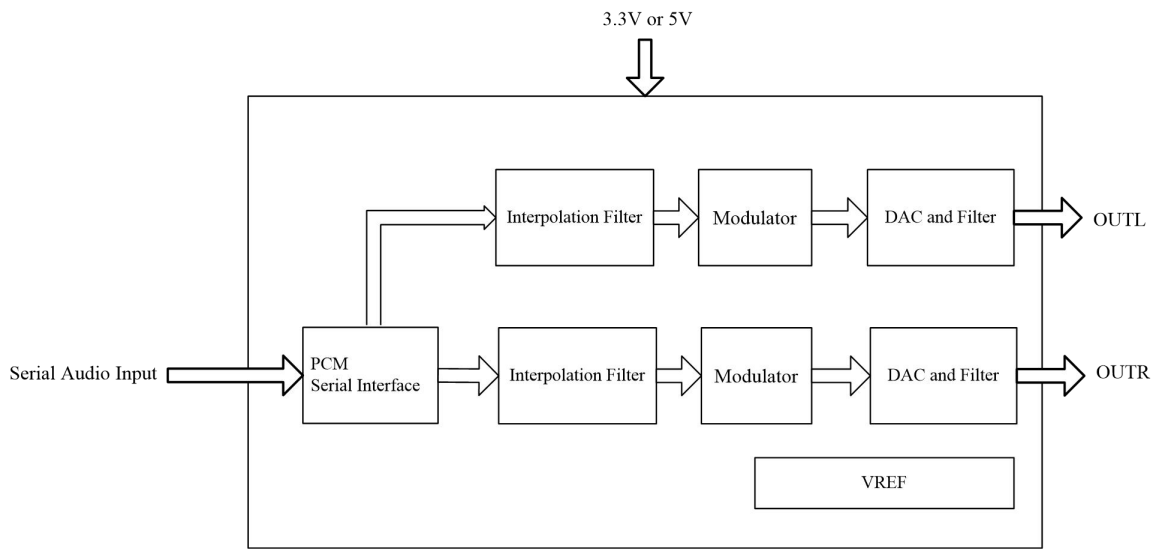 3.3V or 5V
Interpolation Filter
Modulator
DAC and Filter
OUTL
Serial Audio Input
PCM
Serial Interface
Interpolation Filter
Modulator
DAC and Filter
OUTR
VREF